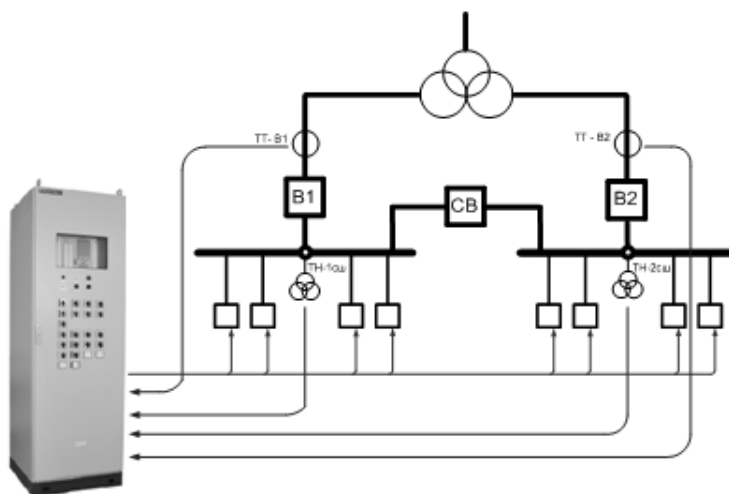 ТТ- В1
ТТ - В2
В1
СВ
В2
ТН-1сш
ТН-2сш